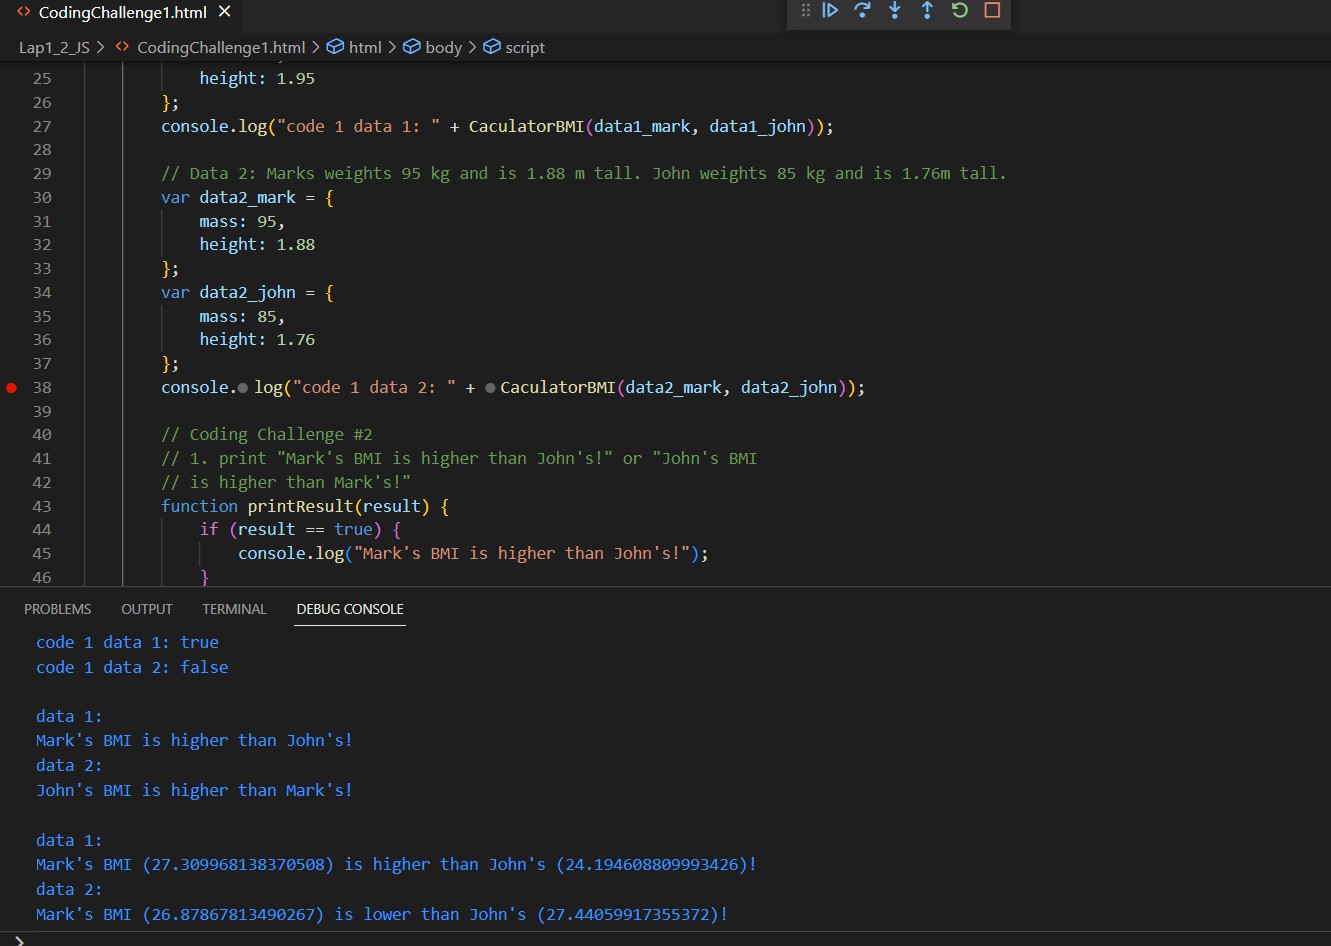 CodingChallenge1.html
Lap1_2_JS > CodingChallenge1.html > html > body > script
25 height: 1.95
26 };
27 console.log("code 1 data 1: " + CaculatorBMI(data1_mark, data1_john));
28
29 // Data 2: Marks weights 95 kg and is 1.88 m tall. John weights 85 kg and is 1.76m tall.
30 var data2_mark = {
31 mass: 95,
32 height: 1.88
33 };
34 var data2_john = {
35 mass: 85,
36 height: 1.76
37 };
38 console.log("code 1 data 2: " + CaculatorBMI(data2_mark, data2_john));
39
40 // Coding Challenge #2
41 // 1. print "Mark's BMI is higher than John's!" or "John's BMI
42 // is higher than Mark's!"
43 function printResult(result) {
44 if (result == true) {
45 console.log("Mark's BMI is higher than John's!");
46 }
PROBLEMS OUTPUT TERMINAL DEBUG CONSOLE
code 1 data 1: true
code 1 data 2: false
data 1:
Mark's BMI is higher than John's!
data 2:
John's BMI is higher than Mark's!
data 1:
Mark's BMI (27.309968138370508) is higher than John's (24.194608809993426)!
data 2:
Mark's BMI (26.87867813490267) is lower than John's (27.44059917355372)!